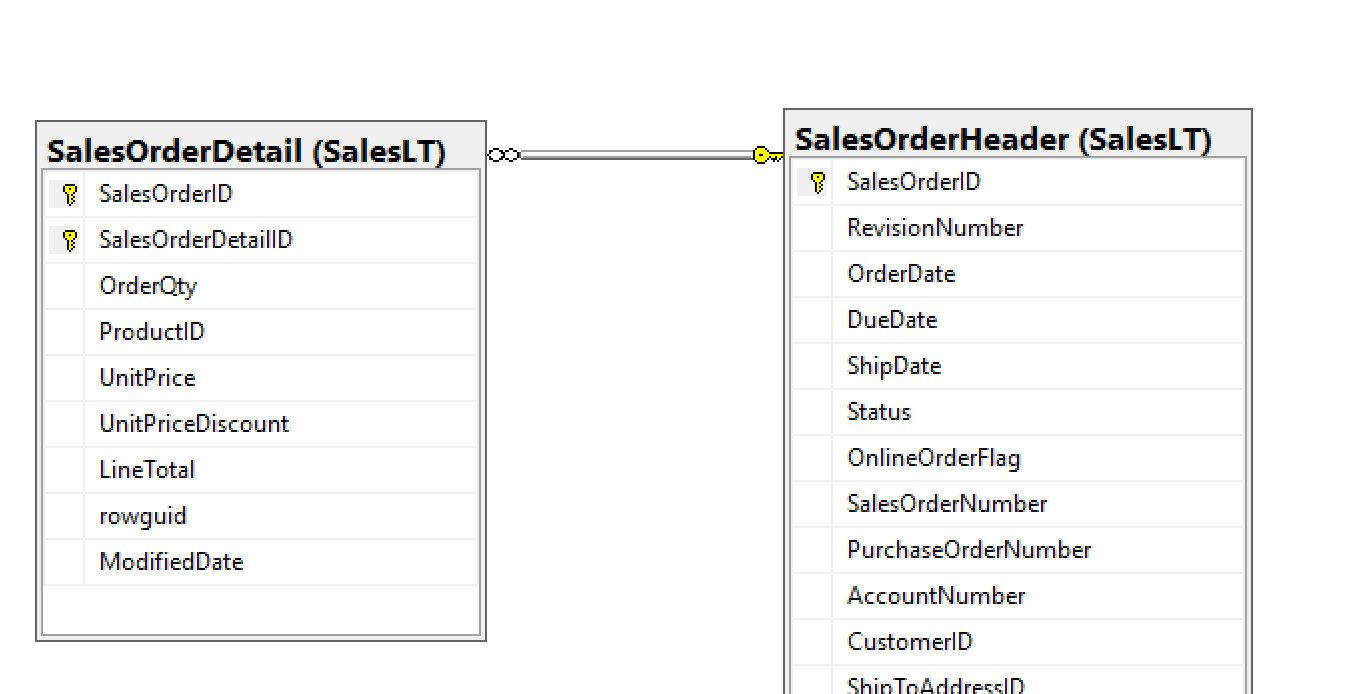 SalesOrderDetail (SalesLT)
SalesOrderID
SalesOrderDetailID
OrderQty
ProductID
UnitPrice
UnitPriceDiscount
LineTotal
rowguid
ModifiedDate
SalesOrderHeader (SalesLT)
SalesOrderID
RevisionNumber
OrderDate
DueDate
ShipDate
Status
OnlineOrderFlag
SalesOrderNumber
PurchaseOrderNumber
AccountNumber
CustomerID
ShipToAddressID